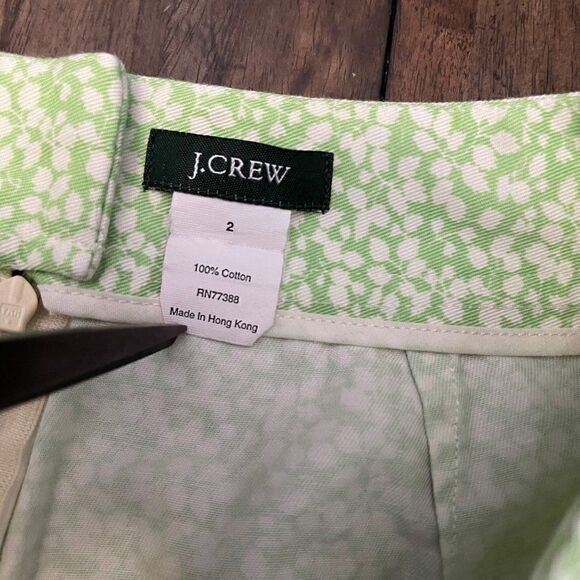 J.CREW
2
100% Cotton
RN77388
Made In Hong Kong